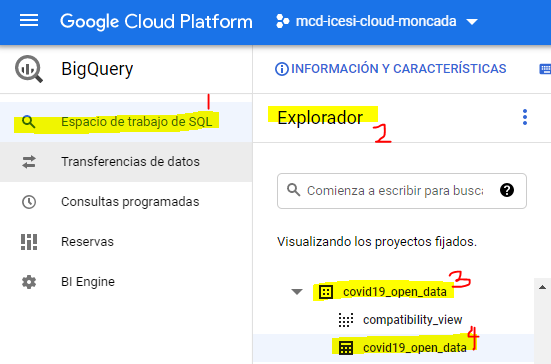 Google Cloud Platform
mcd-icesi-cloud-moncada
BigQuery
INFORMACIÓN Y CARACTERÍSTICAS
1
Espacio de trabajo de SQL
Explorador
2
Transferencias de datos
Consultas programadas
Comienza a escribir para busca
?
Reservas
Visualizando los proyectos fijados.
BI Engine
covid19_open_data
3
compatibility_view
covid19_open_data
4